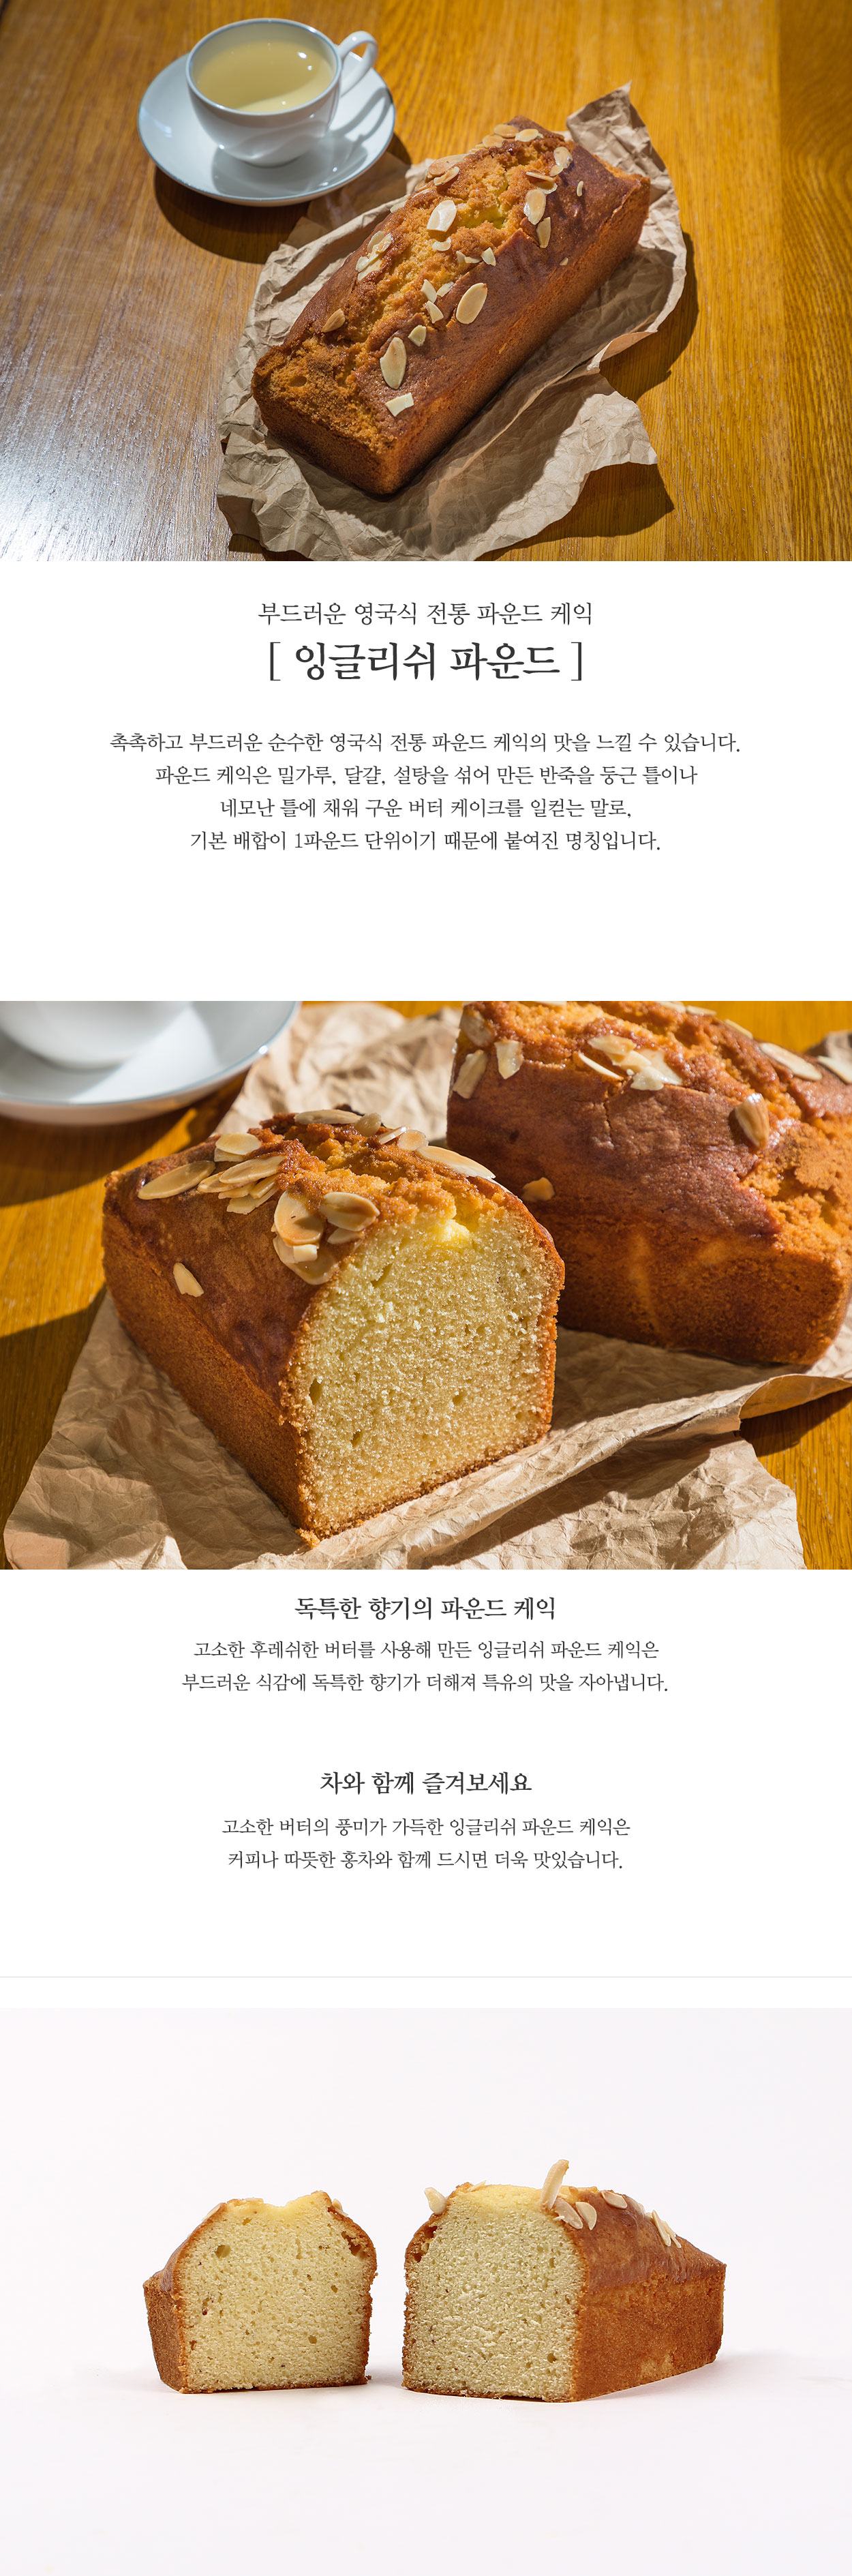 부드러운 영국식 전통 파운드 케익
[ 잉글리쉬 파운드 ]
촉촉하고 부드러운 순수한 영국식 전통 파운드 케익의 맛을 느낄 수 있습니다.
파운드 케익은 밀가루, 달걀, 설탕을 섞어 만든 반죽을 둥근 틀이나
네모난 틀에 채워 구운 버터 케이크를 일컫는 말로,
기본 배합이 1파운드 단위이기 때문에 붙여진 명칭입니다.
독특한 향기의 파운드 케익
고소한 후레쉬한 버터를 사용해 만든 잉글리쉬 파운드 케익은
부드러운 식감에 독특한 향기가 더해져 특유의 맛을 자아냅니다.
차와 함께 즐겨보세요
고소한 버터의 풍미가 가득한 잉글리쉬 파운드 케익은
커피나 따뜻한 홍차와 함께 드시면 더욱 맛있습니다.